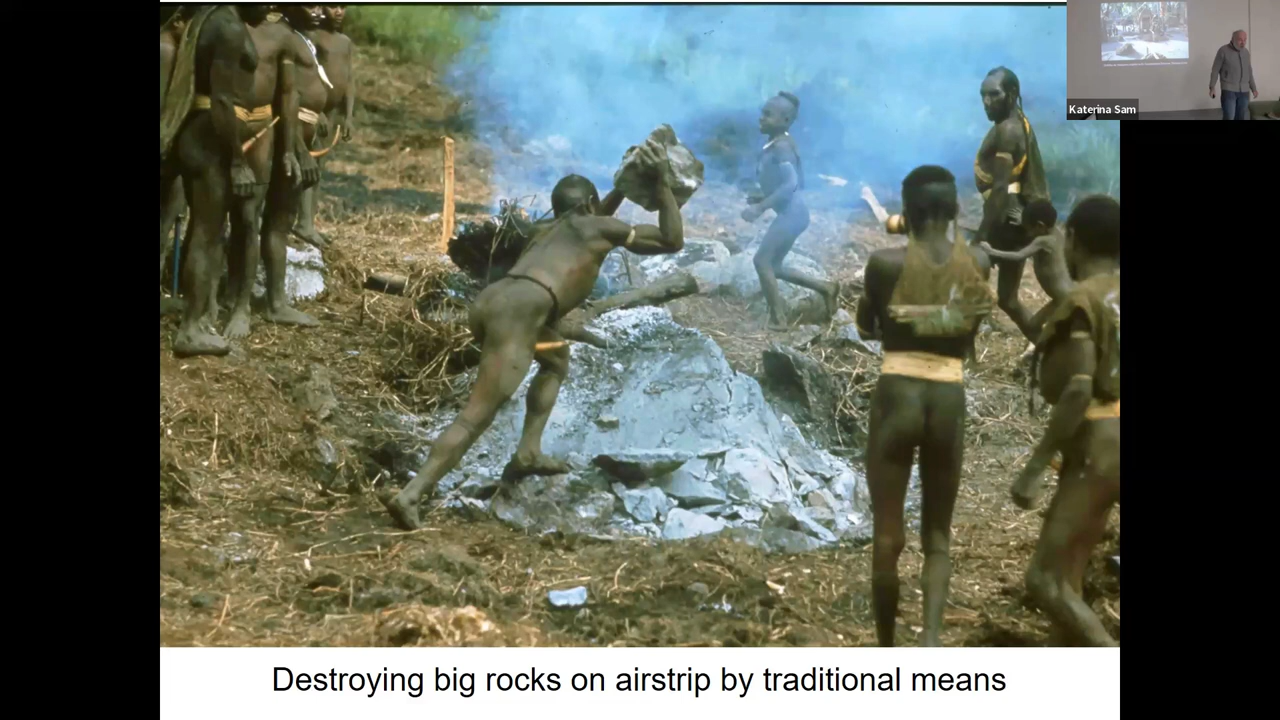 Katerina Sam
Destroying big rocks on airstrip by traditional means